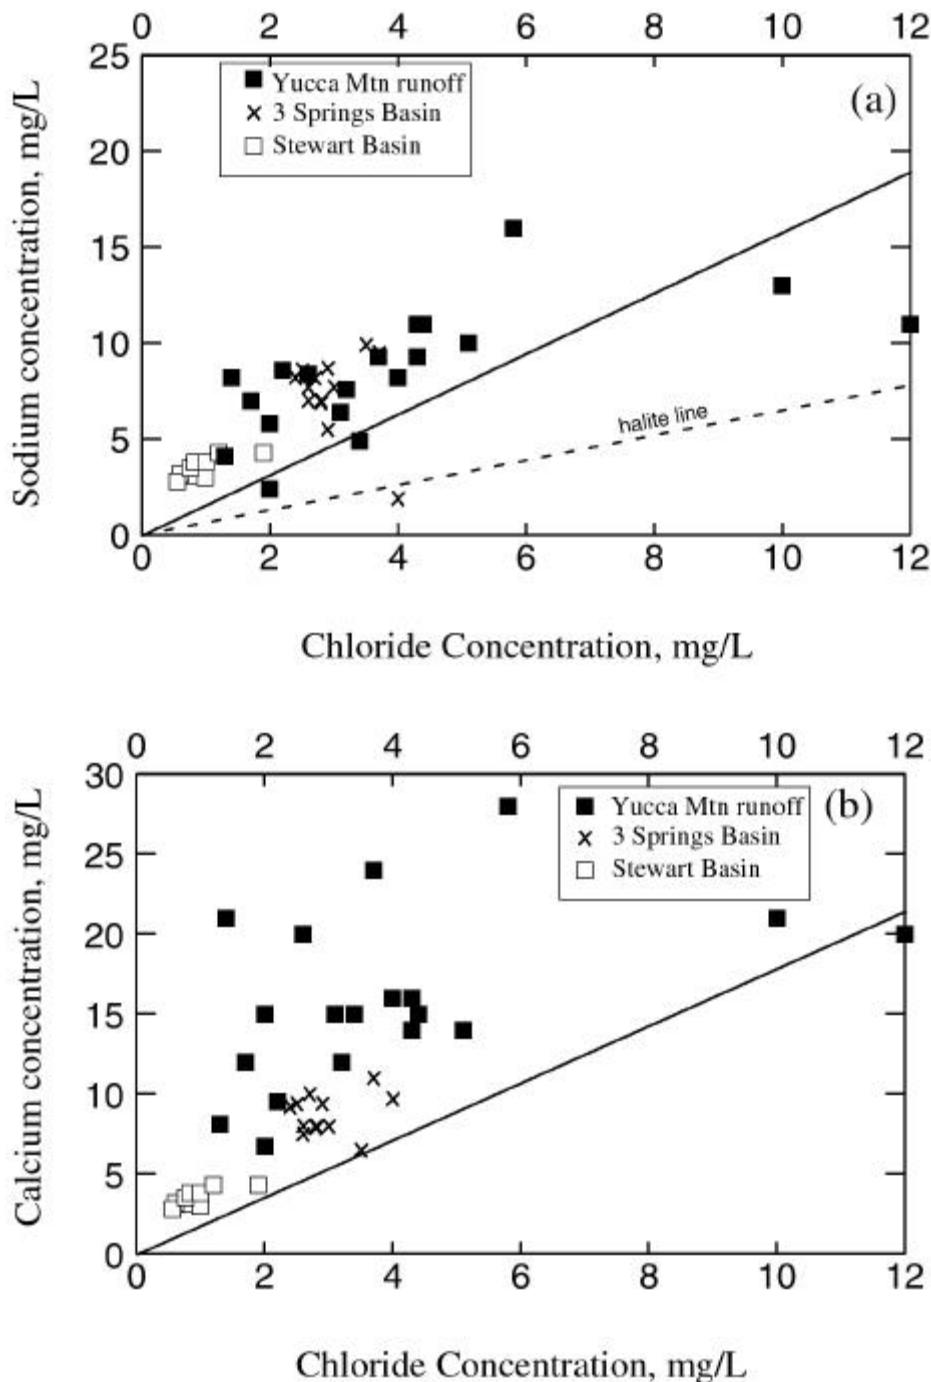 0 2 4 6 8 10 12
25
Yucca Mtn runoff
(a)
3 Springs Basin
Stewart Basin
20
15
10
halite line
5
0
0 2 4 6 8 10 12
Sodium concentration, mg/L
Chloride Concentration, mg/L
0 2 4 6 8 10 12
30
Yucca Mtn runoff
(b)
3 Springs Basin
Stewart Basin
25
20
15
10
5
0
0 2 4 6 8 10 12
Calcium concentration, mg/L
Chloride Concentration, mg/L